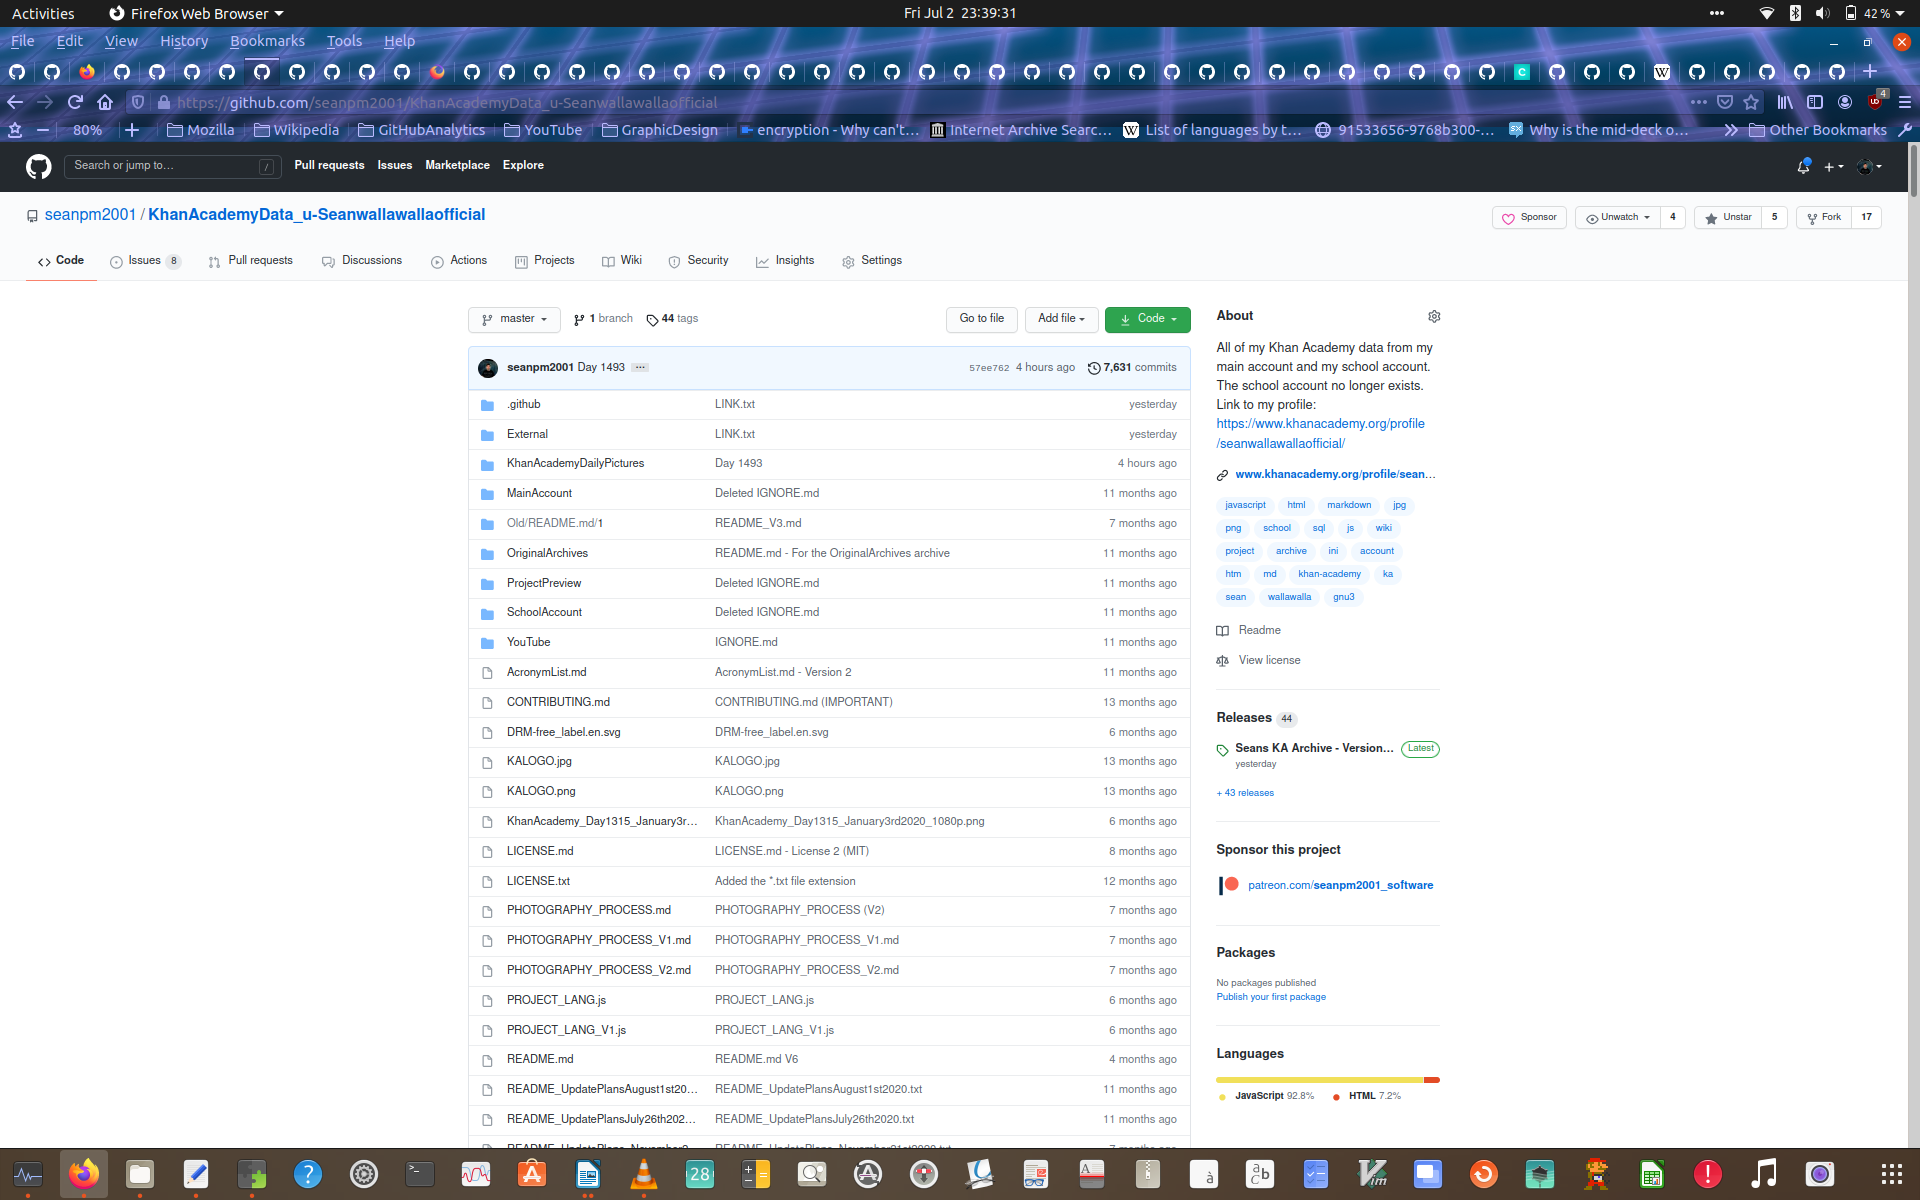 Activities
Firefox Web Browser
Fri Jul 2 23:39:31
42 %
File Edit View History Bookmarks Tools Help
https://github.com/seanpm2001/KhanAcademyData_u-Seanwallawallaofficial
4
80%
Mozilla
Wikipedia
GitHubAnalytics
YouTube
GraphicDesign
encryption - Why can't...
Internet Archive Searc...
List of languages by t...
91533656-9768b300-...
Why is the mid-deck o...
Other Bookmarks
Search or jump to...
/
Pull requests
Issues
Marketplace
Explore
seanpm2001 / KhanAcademyData_u-Seanwallawallaofficial
Sponsor
Unwatch 4
Unstar 5
Fork 17
Code
Issues 8
Pull requests
Discussions
Actions
Projects
Wiki
Security
Insights
Settings
master
1 branch
44 tags
Go to file
Add file
Code
seanpm2001 Day 1493 ...
57ee762 4 hours ago
7,631 commits
.github LINK.txt yesterday
External LINK.txt yesterday
KhanAcademyDailyPictures Day 1493 4 hours ago
MainAccount Deleted IGNORE.md 11 months ago
Old/README.md/1 README_V3.md 7 months ago
OriginalArchives README.md - For the OriginalArchives archive 11 months ago
ProjectPreview Deleted IGNORE.md 11 months ago
SchoolAccount Deleted IGNORE.md 11 months ago
YouTube IGNORE.md 11 months ago
AcronymList.md AcronymList.md - Version 2 11 months ago
CONTRIBUTING.md CONTRIBUTING.md (IMPORTANT) 13 months ago
DRM-free_label.en.svg DRM-free_label.en.svg 6 months ago
KALOGO.jpg KALOGO.jpg 13 months ago
KALOGO.png KALOGO.png 13 months ago
KhanAcademy_Day1315_January3r... KhanAcademy_Day1315_January3rd2020_1080p.png 6 months ago
LICENSE.md LICENSE.md - License 2 (MIT) 8 months ago
LICENSE.txt Added the *.txt file extension 12 months ago
PHOTOGRAPHY_PROCESS.md PHOTOGRAPHY_PROCESS (V2) 7 months ago
PHOTOGRAPHY_PROCESS_V1.md PHOTOGRAPHY_PROCESS_V1.md 7 months ago
PHOTOGRAPHY_PROCESS_V2.md PHOTOGRAPHY_PROCESS_V2.md 7 months ago
PROJECT_LANG.js PROJECT_LANG.js 6 months ago
PROJECT_LANG_V1.js PROJECT_LANG_V1.js 6 months ago
README.md README.md V6 4 months ago
README_UpdatePlansAugust1st20... README_UpdatePlansAugust1st2020.txt 11 months ago
README_UpdatePlansJuly26th202... README_UpdatePlansJuly26th2020.txt 11 months ago
About
All of my Khan Academy data from my
main account and my school account.
The school account no longer exists.
Link to my profile:
https://www.khanacademy.org/profile
/seanwallawallaofficial/
www.khanacademy.org/profile/sean...
javascript html markdown jpg
png school sql js wiki
project archive ini account
htm md khan-academy ka
sean wallawalla gnu3
Readme
View license
Releases 44
Seans KA Archive - Version... Latest
yesterday
+ 43 releases
Sponsor this project
patreon.com/seanpm2001_software
Packages
No packages published
Publish your first package
Languages
JavaScript 92.8% HTML 7.2%
28